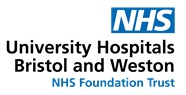 NHS
University Hospitals
Bristol and Weston
NHS Foundation Trust